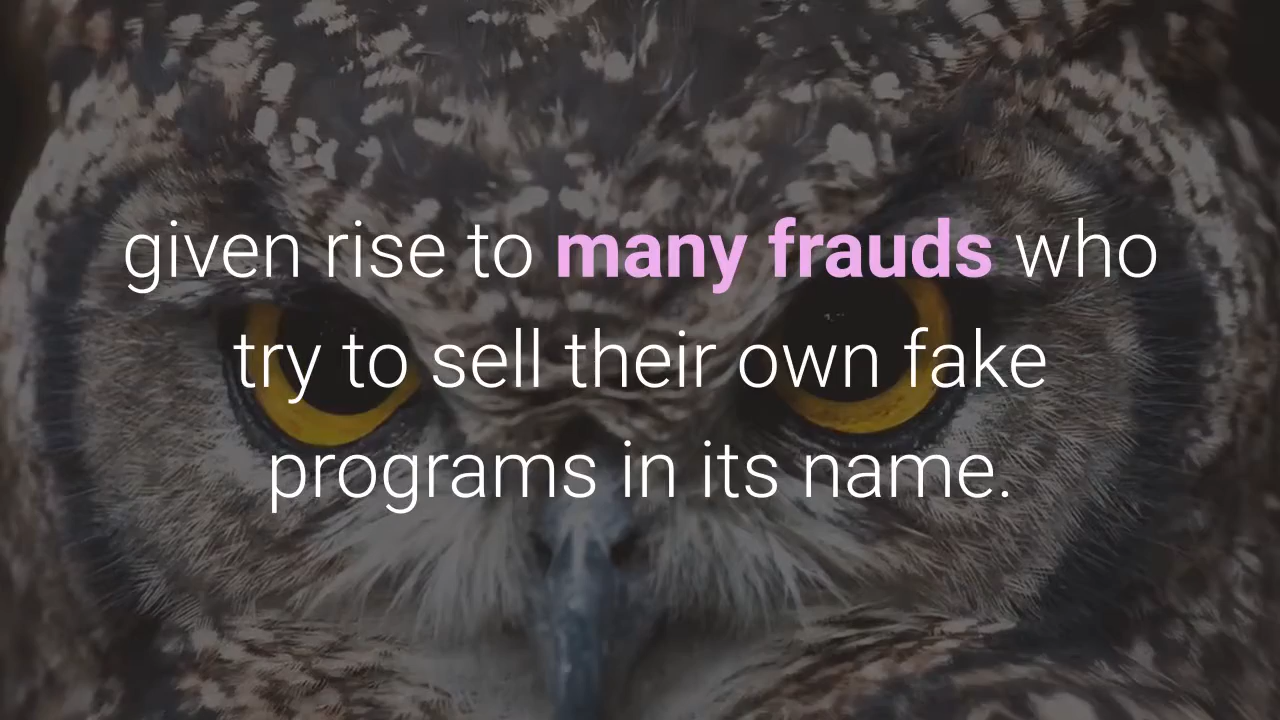 given rise to many frauds who
try to sell their own fake
programs in its name.